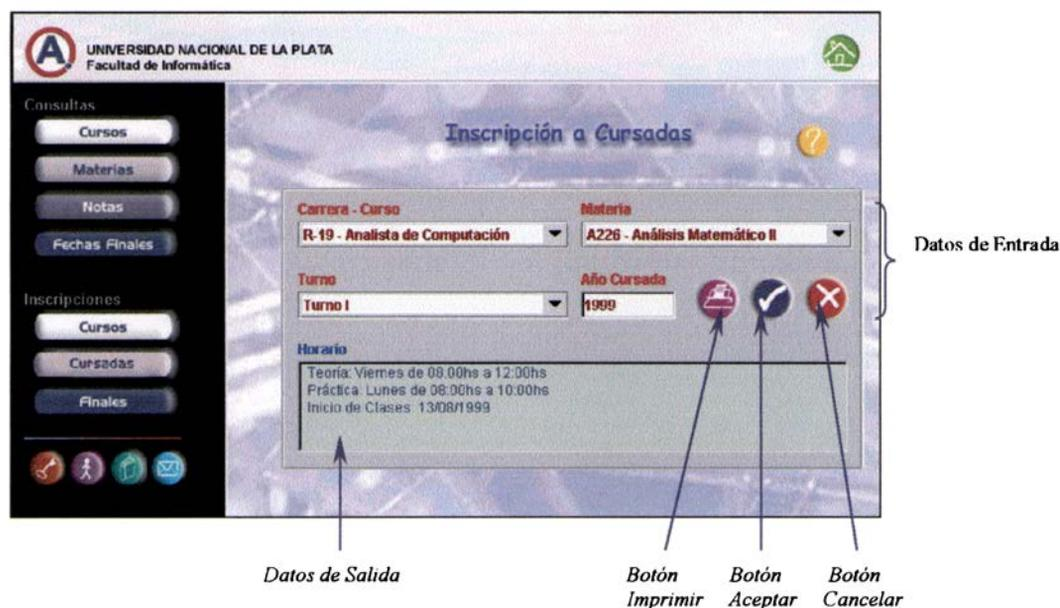 UNIVERSIDAD NACIONAL DE LA PLATA
Facultad de Informática
Consultas
Cursos
Materias
Notas
Fechas Finales
Inscripciones
Cursos
Cursadas
Finales
Inscripción a Cursadas
?
Carrera - Curso
Materia
R-19 - Analista de Computación
A226 - Análisis Matemático II
Turno
Año Cursada
Turno I
1999
Horario
Teoría: Viernes de 08:00hs a 12:00hs
Práctica: Lunes de 08:00hs a 10:00hs
Inicio de Clases: 13/08/1999
Datos de Entrada
Datos de Salida
Botón
Imprimir
Botón
Aceptar
Botón
Cancelar